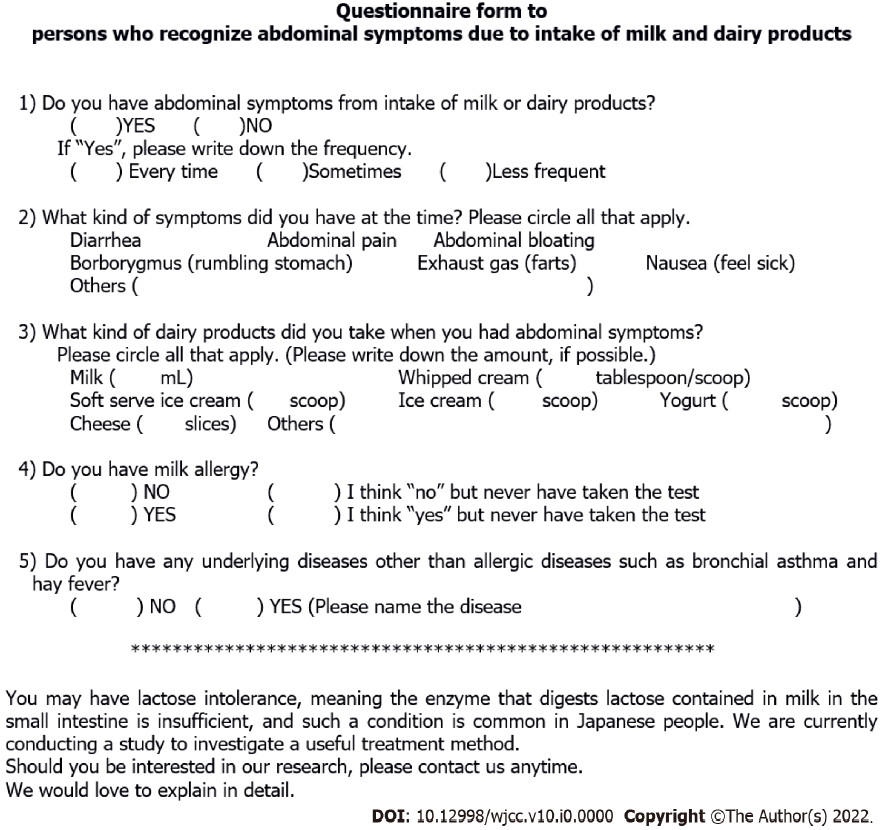 Questionnaire form to
persons who recognize abdominal symptoms due to intake of milk and dairy products
1) Do you have abdominal symptoms from intake of milk or dairy products?
( )YES ( )NO
If "Yes", please write down the frequency.
( ) Every time ( )Sometimes ( )Less frequent
2) What kind of symptoms did you have at the time? Please circle all that apply.
Diarrhea Abdominal pain Abdominal bloating
Borborygmus (rumbling stomach) Exhaust gas (farts) Nausea (feel sick)
Others ( )
3) What kind of dairy products did you take when you had abdominal symptoms?
Please circle all that apply. (Please write down the amount, if possible.)
Milk ( mL) Whipped cream ( tablespoon/scoop)
Soft serve ice cream ( scoop) Ice cream ( scoop) Yogurt ( scoop)
Cheese ( slices) Others ( )
4) Do you have milk allergy?
( ) NO ( ) I think "no" but never have taken the test
( ) YES ( ) I think "yes" but never have taken the test
5) Do you have any underlying diseases other than allergic diseases such as bronchial asthma and
hay fever?
( ) NO ( ) YES (Please name the disease )
********************************************************
You may have lactose intolerance, meaning the enzyme that digests lactose contained in milk in the
small intestine is insufficient, and such a condition is common in Japanese people. We are currently
conducting a study to investigate a useful treatment method.
Should you be interested in our research, please contact us anytime.
We would love to explain in detail.
DOI: 10.12998/wjcc.v10.i0.0000 Copyright ©The Author(s) 2022.